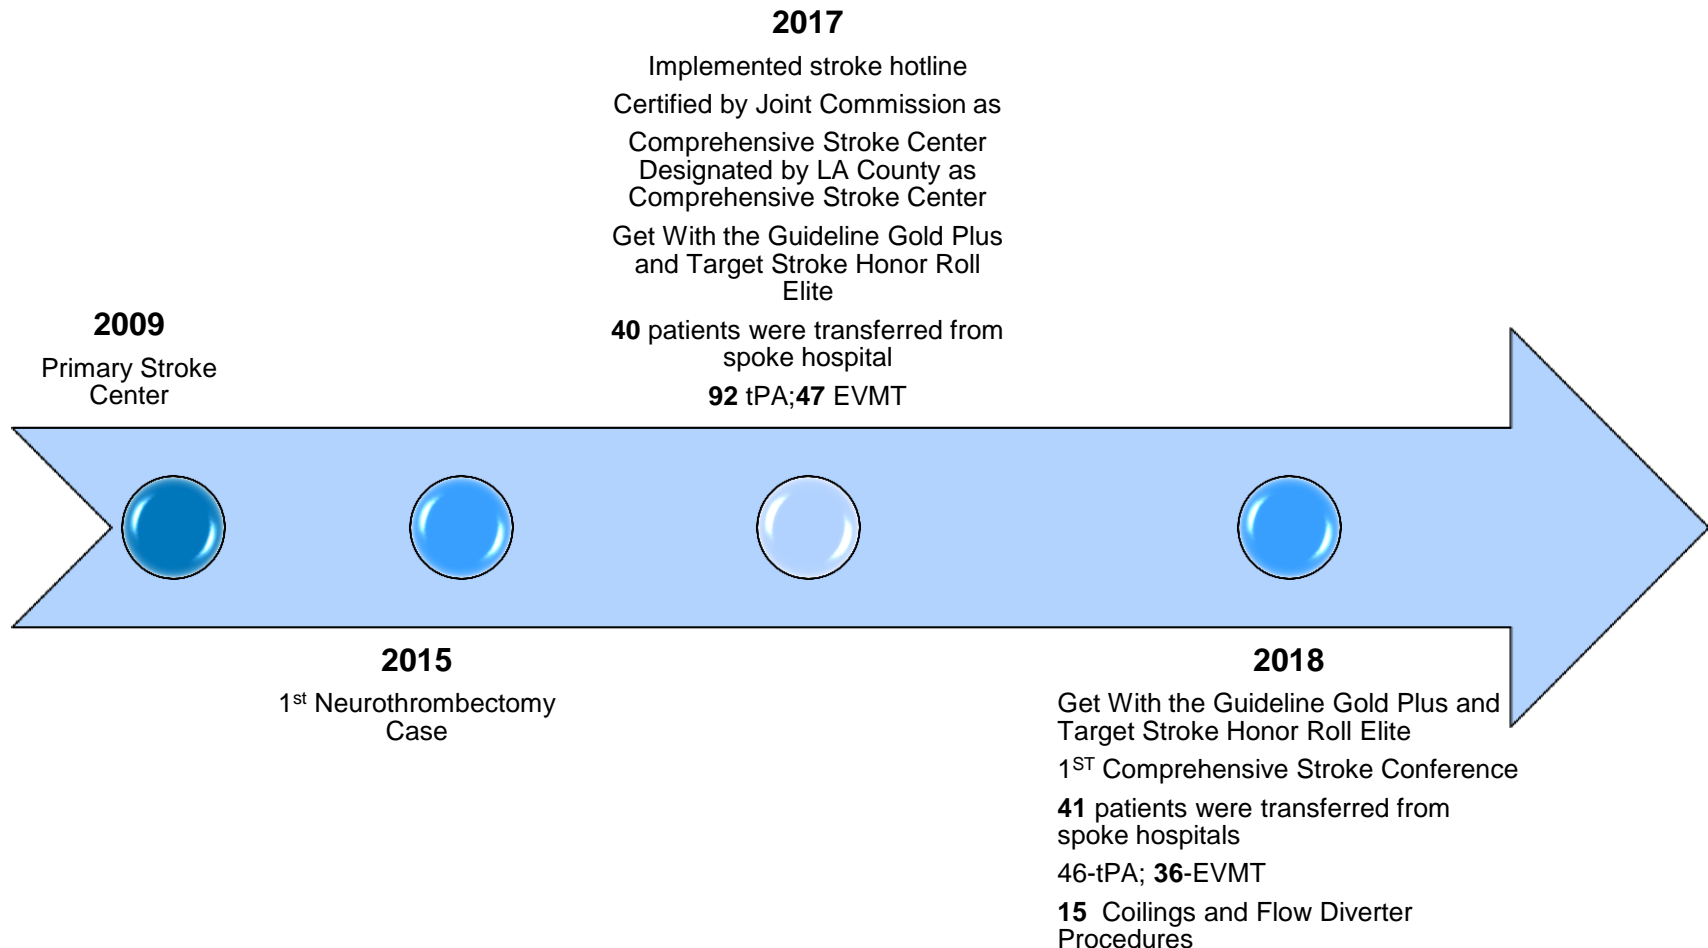 2017
Implemented stroke hotline
Certified by Joint Commission as
Comprehensive Stroke Center
Designated by LA County as
Comprehensive Stroke Center
Get With the Guideline Gold Plus
and Target Stroke Honor Roll
Elite
40 patients were transferred from
spoke hospital
92 tPA;47 EVMT
2009
Primary Stroke
Center
2015
1st Neurothrombectomy
Case
2018
Get With the Guideline Gold Plus and
Target Stroke Honor Roll Elite
1ST Comprehensive Stroke Conference
41 patients were transferred from
spoke hospitals
46-tPA; 36-EVMT
15 Coilings and Flow Diverter
Procedures